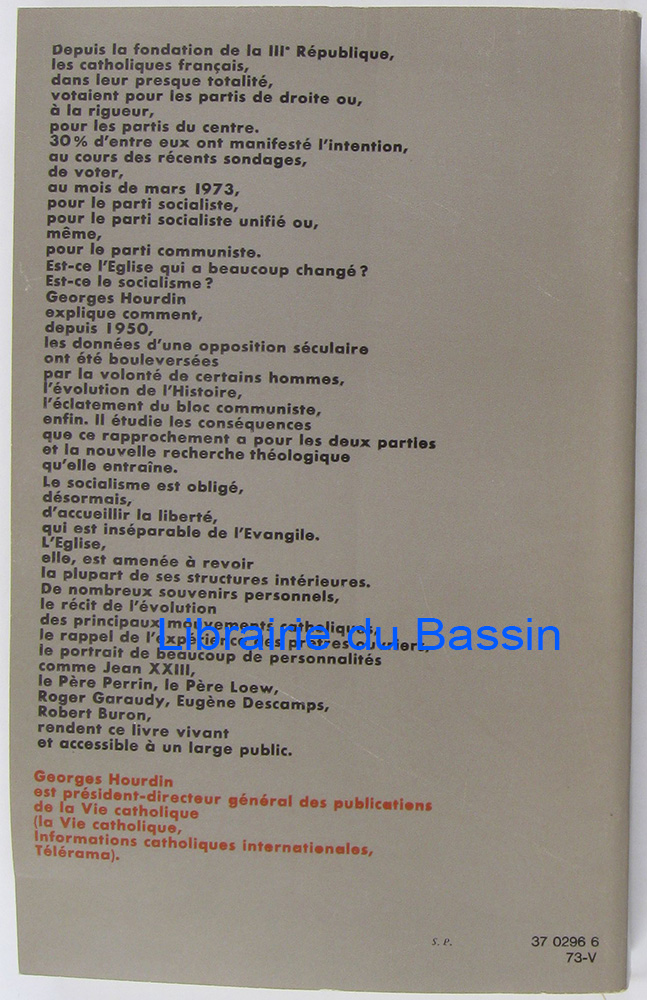 Depuis la fondation de la IIIe République,
les catholiques français,
dans leur presque totalité,
votaient pour les partis de droite ou,
à la rigueur,
pour les partis du centre.
30 % d'entre eux ont manifesté l'intention,
au cours des récents sondages,
de voter,
au mois de mars 1973,
pour le parti socialiste,
pour le parti socialiste unifié ou,
même,
pour le parti communiste.
Est-ce l'Eglise qui a beaucoup changé ?
Est-ce le socialisme ?
Georges Hourdin
explique comment,
depuis 1950,
les données d'une opposition séculaire
ont été bouleversées
par la volonté de certains hommes,
l'évolution de l'Histoire,
l'éclatement du bloc communiste,
enfin. Il étudie les conséquences
que ce rapprochement a pour les deux parties
et la nouvelle recherche théologique
qu'elle entraîne.
Le socialisme est obligé,
désormais,
d'accueillir la liberté,
qui est inséparable de l'Evangile.
L'Eglise,
elle, est amenée à revoir
la plupart de ses structures intérieures.
De nombreux souvenirs personnels,
le récit de l'évolution
des principaux mouvements catholiques,
le rappel de l'expérience des prêtres ouvriers,
Librairie du Bassin
le portrait de beaucoup de personnalités
comme Jean XXIII,
le Père Perrin, le Père Loew,
Roger Garaudy, Eugène Descamps,
Robert Buron,
rendent ce livre vivant
et accessible à un large public.
Georges Hourdin
est président-directeur général des publications
de la Vie catholique
(la Vie catholique,
Informations catholiques internationales,
Télérama).
S. P.
37 0296 6
73-V